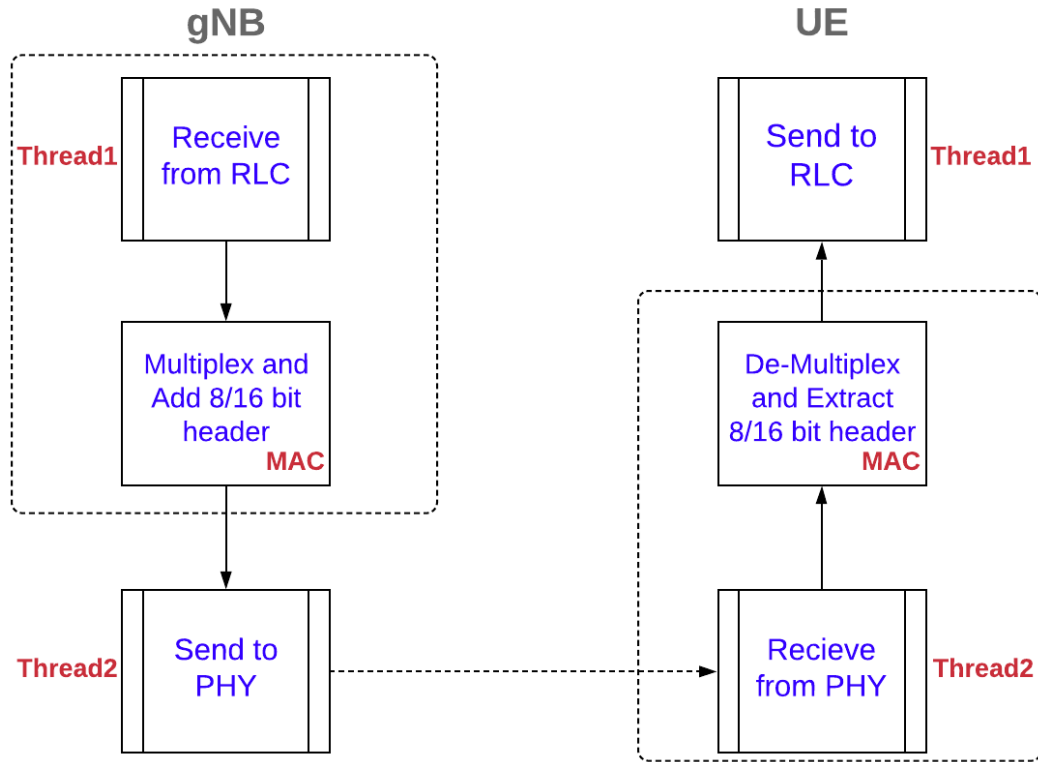 gNB
UE
Thread1
Receive
from RLC
Send to
RLC
Thread1
Multiplex and
Add 8/16 bit
header
MAC
De-Multiplex
and Extract
8/16 bit header
MAC
Thread2
Send to
PHY
Recieve
from PHY
Thread2